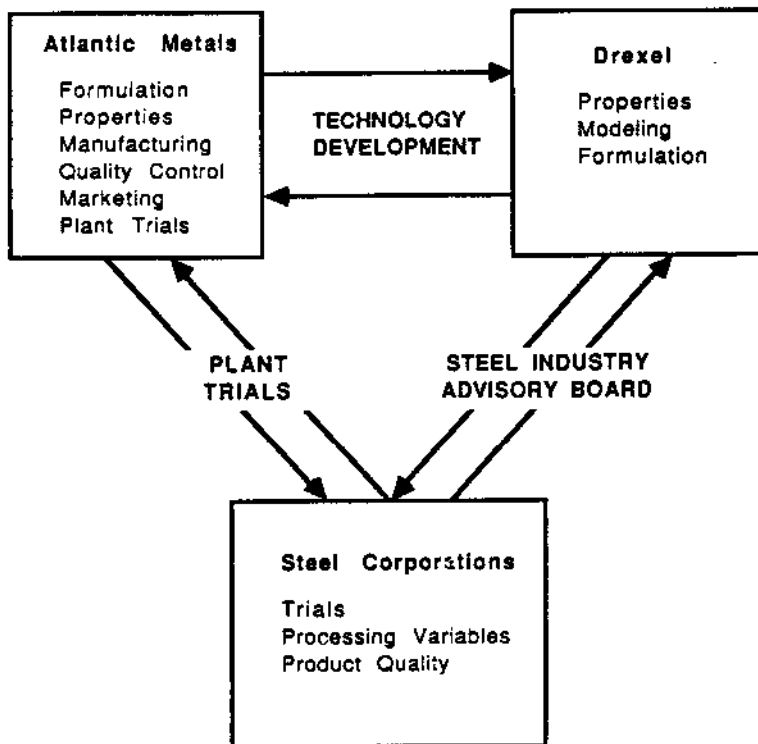 Atlantic Metals
Formulation
Properties
Manufacturing
Quality Control
Marketing
Plant Trials
TECHNOLOGY
DEVELOPMENT
Drexel
Properties
Modeling
Formulation
PLANT
TRIALS
STEEL INDUSTRY
ADVISORY BOARD
Steel Corporations
Trials
Processing Variables
Product Quality